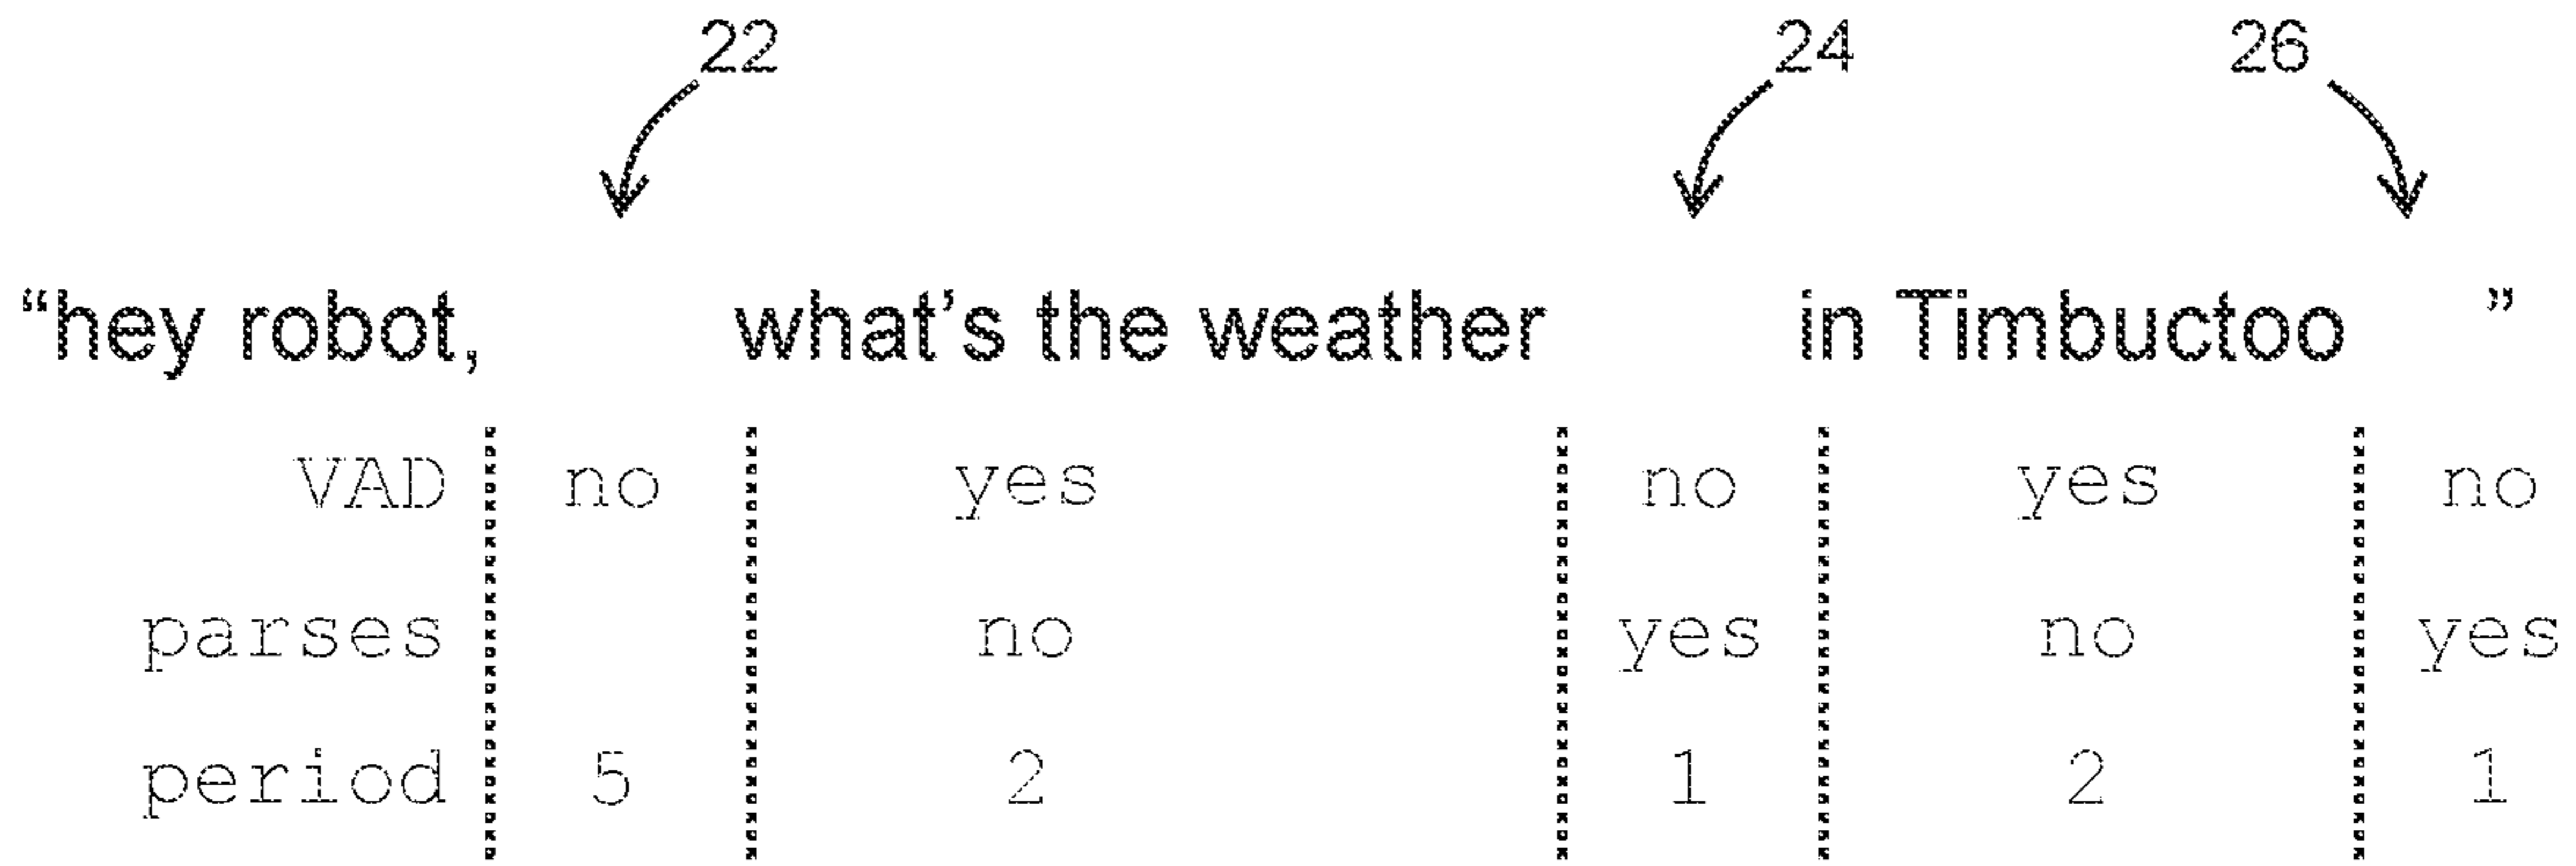 22 24 26
“hey robot, what’s the weather in Timbuctoo ”
VAD no yes no yes no
parses no yes no yes
period 5 2 1 2 1